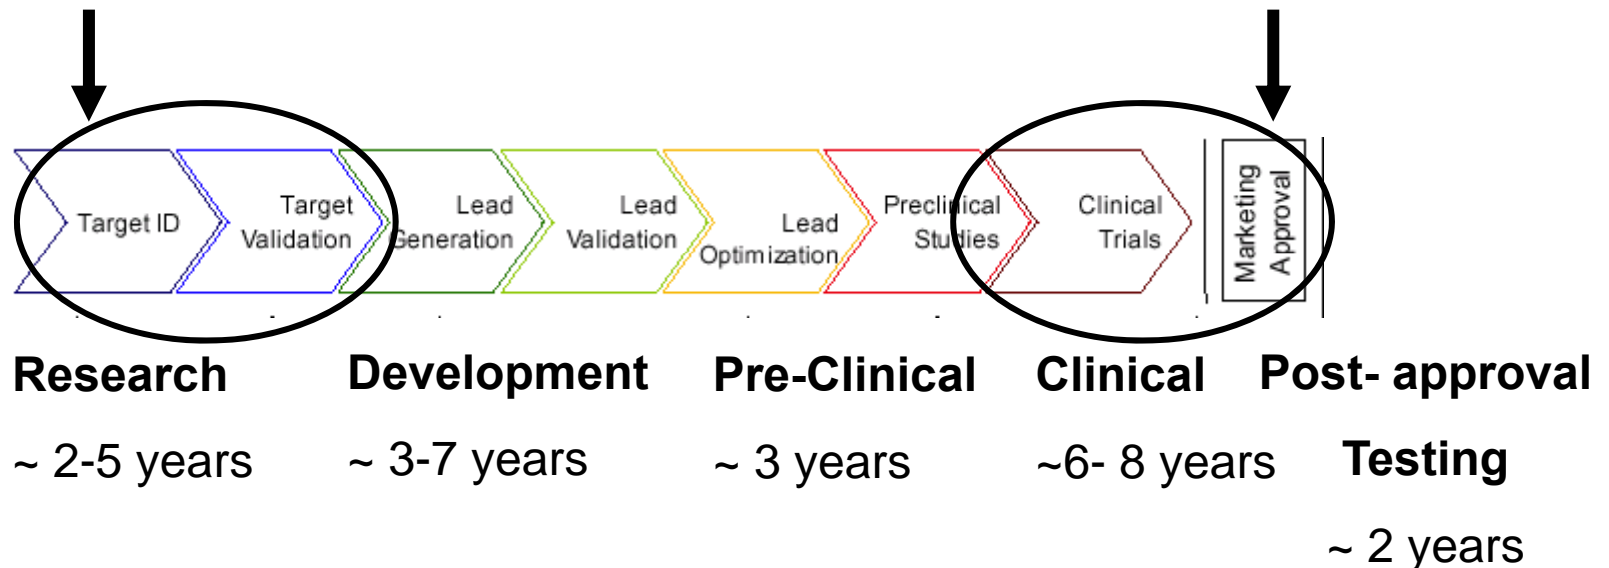 Target ID
Target
Validation
Lead
Generation
Lead
Validation
Lead
Optimization
Preclinical
Studies
Clinical
Trials
Marketing
Approval
Research
~ 2-5 years
Development
~ 3-7 years
Pre-Clinical
~ 3 years
Clinical
~6- 8 years
Post- approval
Testing
~ 2 years